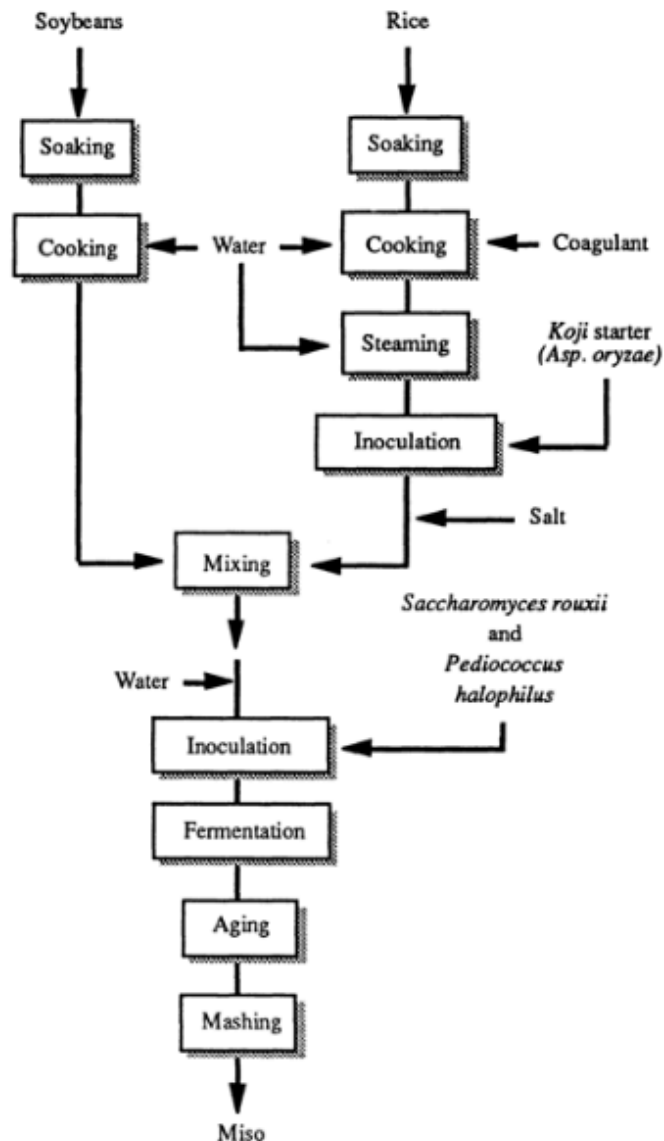 Soybeans
Rice
Soaking
Soaking
Cooking
Water
Cooking
Coagulant
Steaming
Koji starter
(Asp. oryzae)
Inoculation
Salt
Mixing
Saccharomyces rouxii
and
Pediococcus
halophilus
Water
Inoculation
Fermentation
Aging
Mashing
Miso